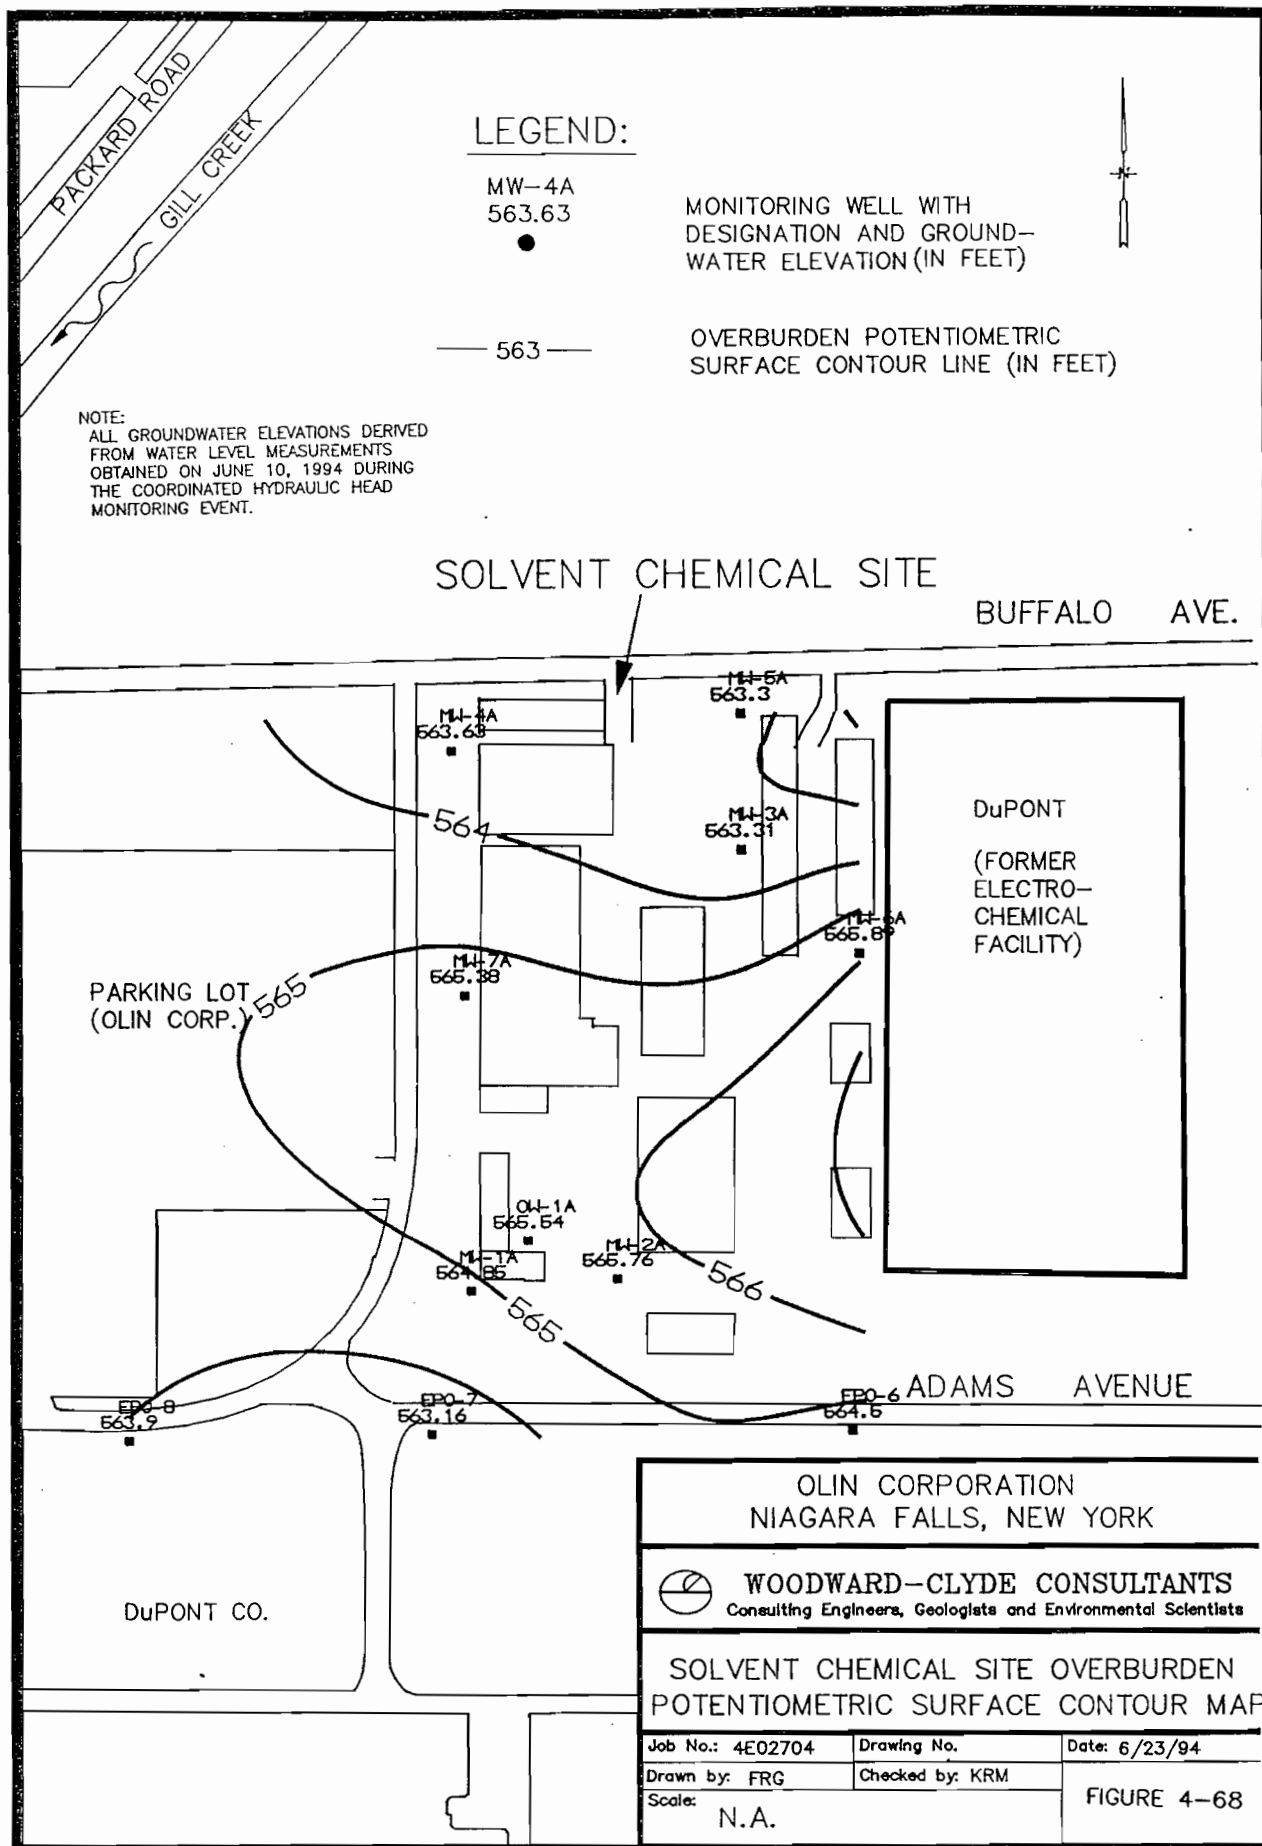 PACKARD ROAD
GILL CREEK
LEGEND:
MW-4A
563.63
MONITORING WELL WITH
DESIGNATION AND GROUND-
WATER ELEVATION (IN FEET)
N
563
OVERBURDEN POTENTIOMETRIC
SURFACE CONTOUR LINE (IN FEET)
NOTE:
ALL GROUNDWATER ELEVATIONS DERIVED
FROM WATER LEVEL MEASUREMENTS
OBTAINED ON JUNE 10, 1994 DURING
THE COORDINATED HYDRAULIC HEAD
MONITORING EVENT.
SOLVENT CHEMICAL SITE
BUFFALO AVE.
MW-5A
563.3
MW-4A
563.63
564
MW-3A
563.31
DuPONT
(FORMER
ELECTRO-
CHEMICAL
FACILITY)
MW-6A
565.89
MW-7A
565.38
565
PARKING LOT
(OLIN CORP.)
OW-1A
565.54
MW-1A
564.85
MW-2A
565.76
566
565
EPO-8
563.9
EPO-7
563.16
EPO-6
564.5
ADAMS AVENUE
DuPONT CO.
OLIN CORPORATION
NIAGARA FALLS, NEW YORK
WOODWARD-CLYDE CONSULTANTS
Consulting Engineers, Geologists and Environmental Scientists
SOLVENT CHEMICAL SITE OVERBURDEN
POTENTIOMETRIC SURFACE CONTOUR MAP
Job No.: 4E02704
Drawing No.
Date: 6/23/94
Drawn by: FRG
Checked by: KRM
Scale: N.A.
FIGURE 4-68